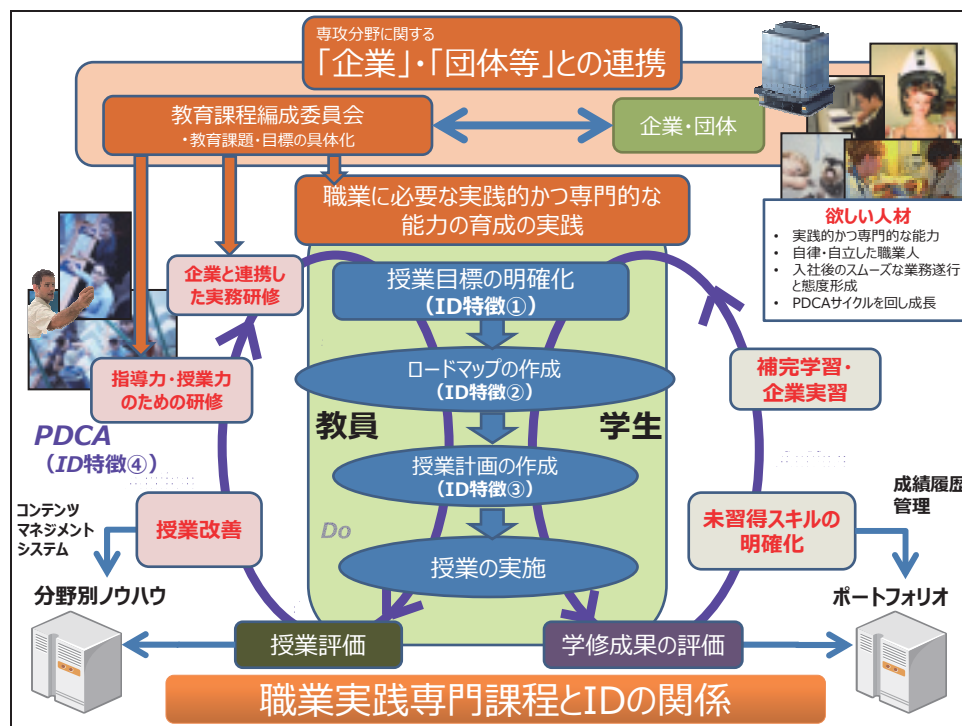 専攻分野に関する
「企業」・「団体等」との連携
教育課程編成委員会
・教育課題・目標の具体化
企業・団体
職業に必要な実践的かつ専門的な
能力の育成の実践
欲しい人材
• 実践的かつ専門的な能力
• 自律・自立した職業人
• 入社後のスムーズな業務遂行
と態度形成
• PDCAサイクルを回し成長
企業と連携し
た実務研修
授業目標の明確化
（ID特徴①）
ロードマップの作成
（ID特徴②）
指導力・授業力
のための研修
補完学習・
企業実習
教員
学生
PDCA
（ID特徴④）
授業計画の作成
（ID特徴③）
コンテンツ
マネジメント
システム
授業改善
Do
未習得スキルの
明確化
成績履歴
管理
授業の実施
分野別ノウハウ
ポートフォリオ
授業評価
学修成果の評価
職業実践専門課程とIDの関係